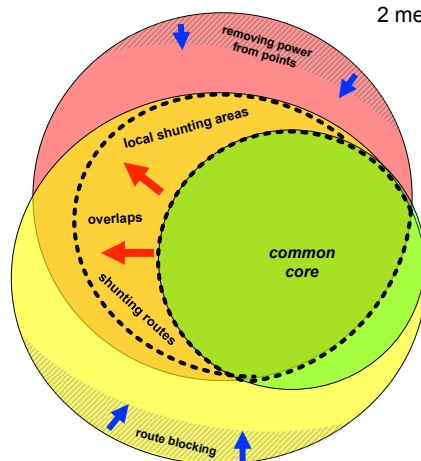 2 me
removing power
from points
local shunting areas
overlaps
shunting routes
common
core
route blocking